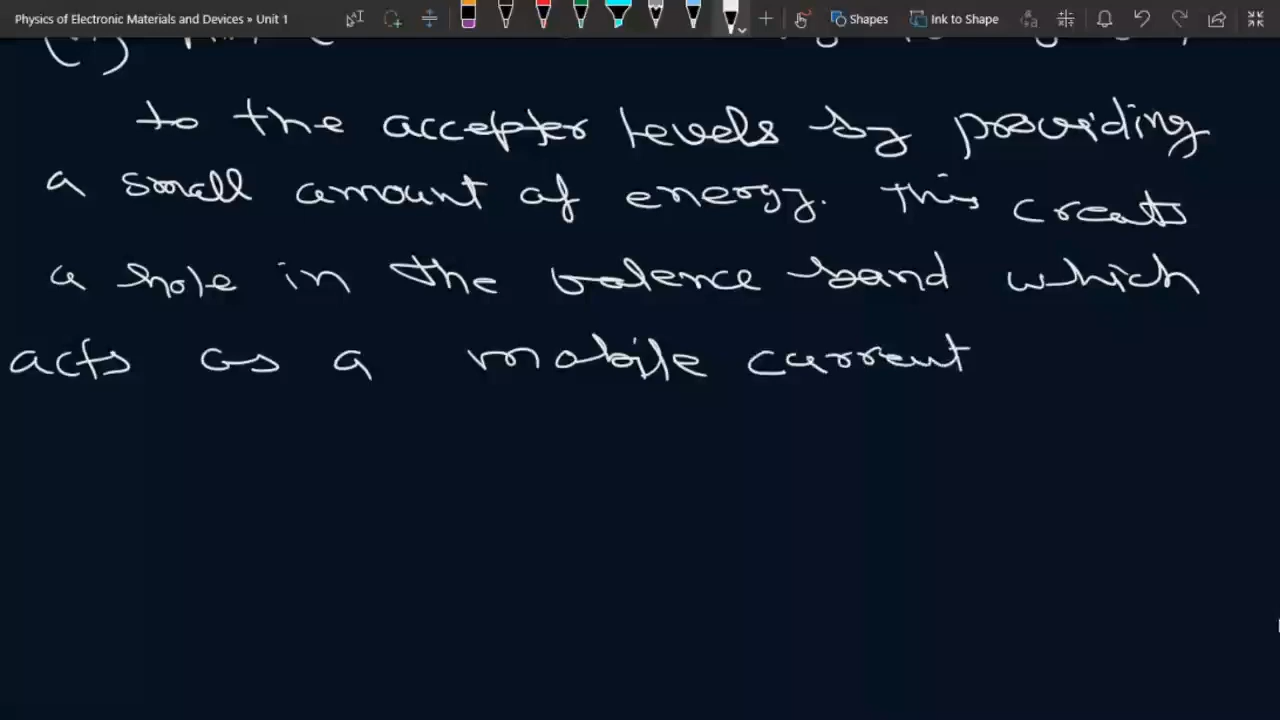 Physics of Electronic Materials and Devices » Unit 1
Shapes
Ink to Shape
to the accepter levels by providing
a small amount of energy. This creats
a hole in the valence band which
acts as a mobile current